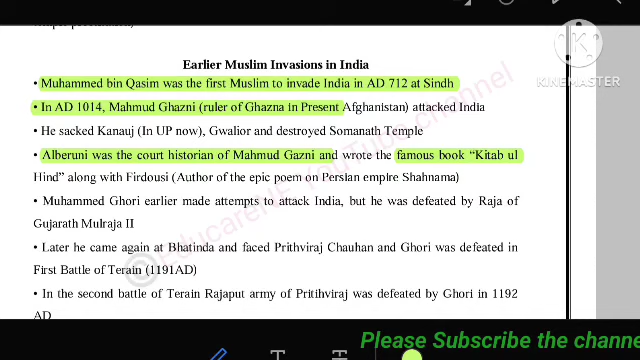 Earlier Muslim Invasions in India
• Muhammed bin Qasim was the first Muslim to invade India in AD 712 at Sindh
• In AD 1014, Mahmud Ghazni (ruler of Ghazna in Present Afghanistan) attacked India
• He sacked Kanauj (In UP now), Gwalior and destroyed Somanath Temple
• Alberuni was the court historian of Mahmud Gazni and wrote the famous book “Kitab ul
Hind” along with Firdousi (Author of the epic poem on Persian empire Shahnama)
• Muhammed Ghori earlier made attempts to attack India, but he was defeated by Raja of
Gujarath Mulraja II
• Later he came again at Bhatinda and faced Prithviraj Chauhan and Ghori was defeated in
First Battle of Terain (1191AD)
• In the second battle of Terain Rajaput army of Pritihviraj was defeated by Ghori in 1192
AD
KINEMASTER
Please Subscribe the channe